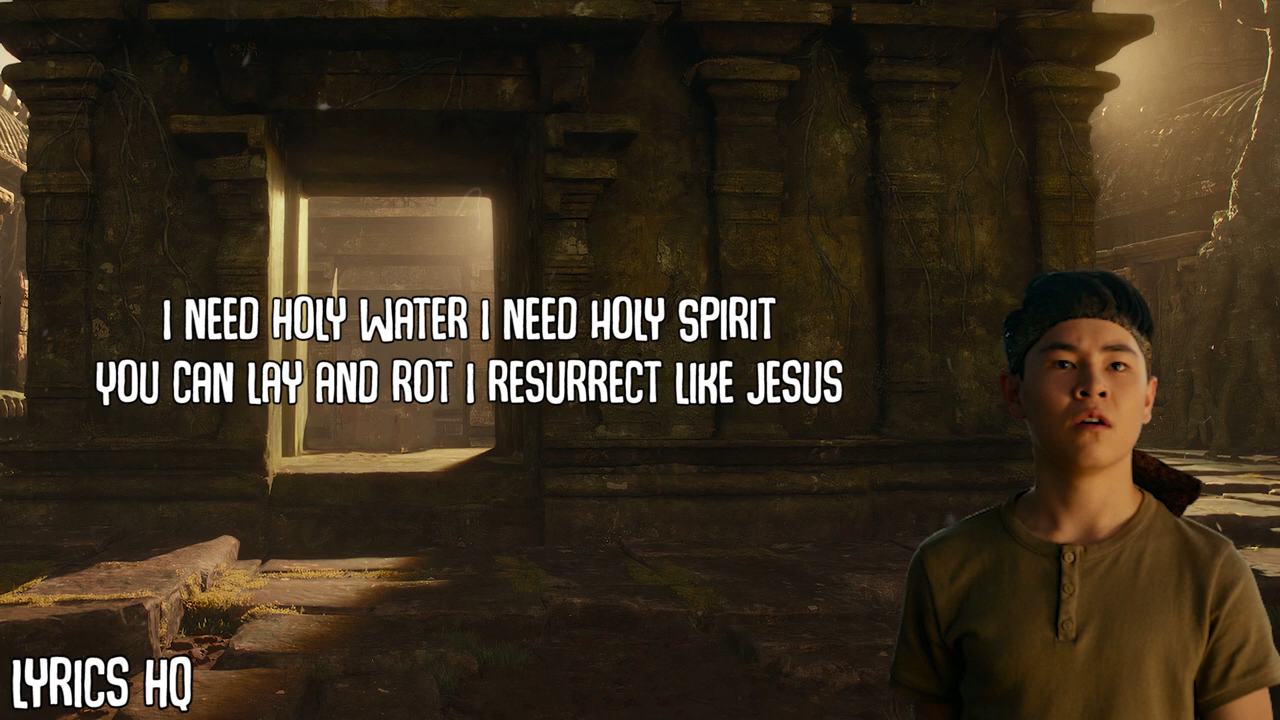 I NEED HOLY WATER I NEED HOLY SPIRIT
YOU CAN LAY AND ROT I RESURRECT LIKE JESUS
LYRICS HQ